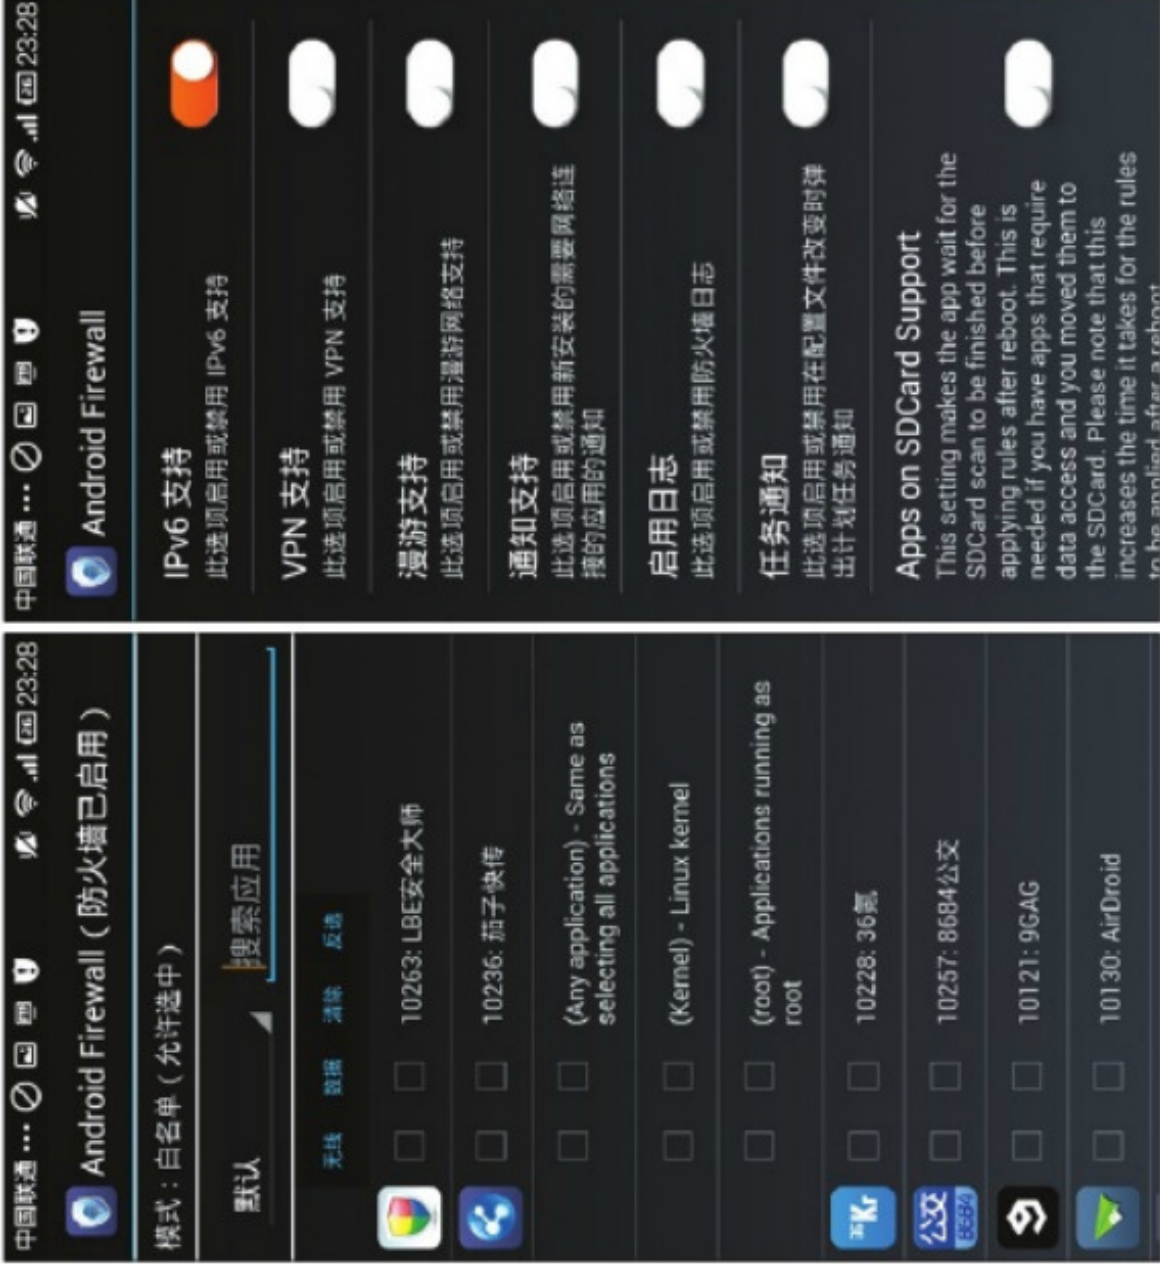 中国联通 ... 26 23:28
Android Firewall ( 防火墙已启用 )
模式：白名单 ( 允许选中 )
默认 搜索应用
无线 数据 清除 反选
10263: LBE安全大师
10236: 茄子快传
(Any application) - Same as
selecting all applications
(Kernel) - Linux kernel
(root) - Applications running as
root
36Kr 10228: 36氪
公交 8684 10257: 8684公交
10121: 9GAG
10130: AirDroid
中国联通 ... 26 23:28
Android Firewall
IPv6 支持
此选项启用或禁用 IPv6 支持
VPN 支持
此选项启用或禁用 VPN 支持
漫游支持
此选项启用或禁用漫游网络支持
通知支持
此选项启用或禁用新安装的需要网络连
接的应用的通知
启用日志
此选项启用或禁用防火墙日志
任务通知
此选项启用或禁用在配置文件改变时弹
出计划任务通知
Apps on SDCard Support
This setting makes the app wait for the
SDCard scan to be finished before
applying rules after reboot. This is
needed if you have apps that require
data access and you moved them to
the SDCard. Please note that this
increases the time it takes for the rules
to be applied after a reboot